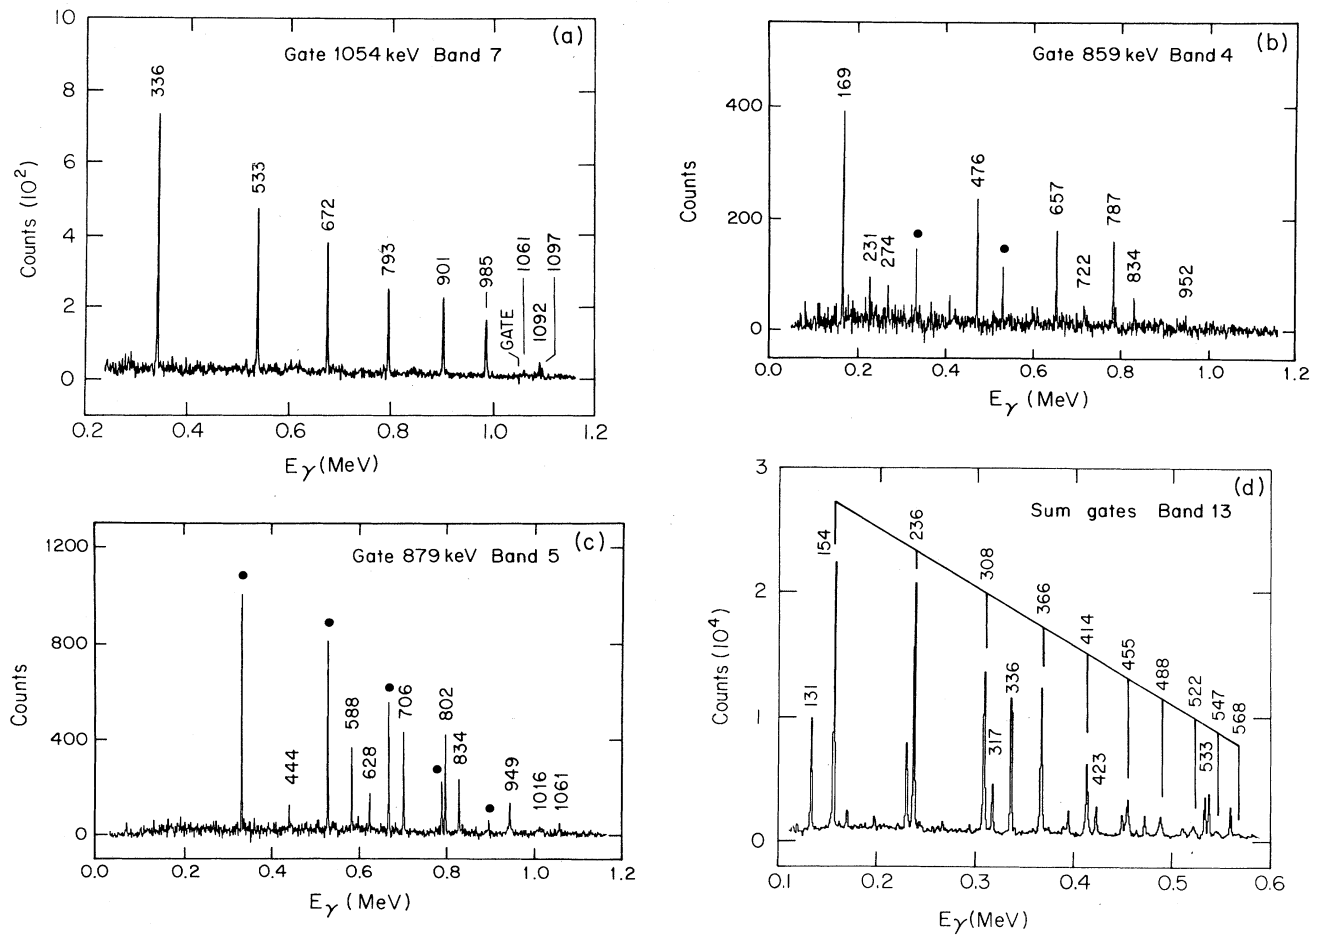 (a)
Gate 1054 keV Band 7
Counts (10²)
10
8
6
4
2
0
336
533
672
793
901
985
GATE
1061
1092
1097
0.2 0.4 0.6 0.8 1.0 1.2
Eγ (MeV)
(b)
Gate 859 keV Band 4
Counts
400
200
0
169
231
274
476
657
722
787
834
952
0.0 0.2 0.4 0.6 0.8 1.0 1.2
Eγ (MeV)
(c)
Gate 879 keV Band 5
Counts
1200
800
400
0
444
588
628
706
802
834
949
1016
1061
0.0 0.2 0.4 0.6 0.8 1.0 1.2
Eγ (MeV)
(d)
Sum gates Band 13
Counts (10⁴)
3
2
1
0
131
154
236
308
317
336
366
414
423
455
488
522
533
547
568
0.1 0.2 0.3 0.4 0.5 0.6
Eγ (MeV)